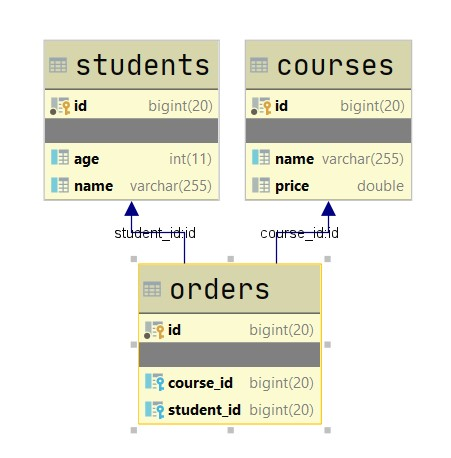 students
id bigint(20)
age int(11)
name varchar(255)
courses
id bigint(20)
name varchar(255)
price double
student_id:id
course_id:id
orders
id bigint(20)
course_id bigint(20)
student_id bigint(20)